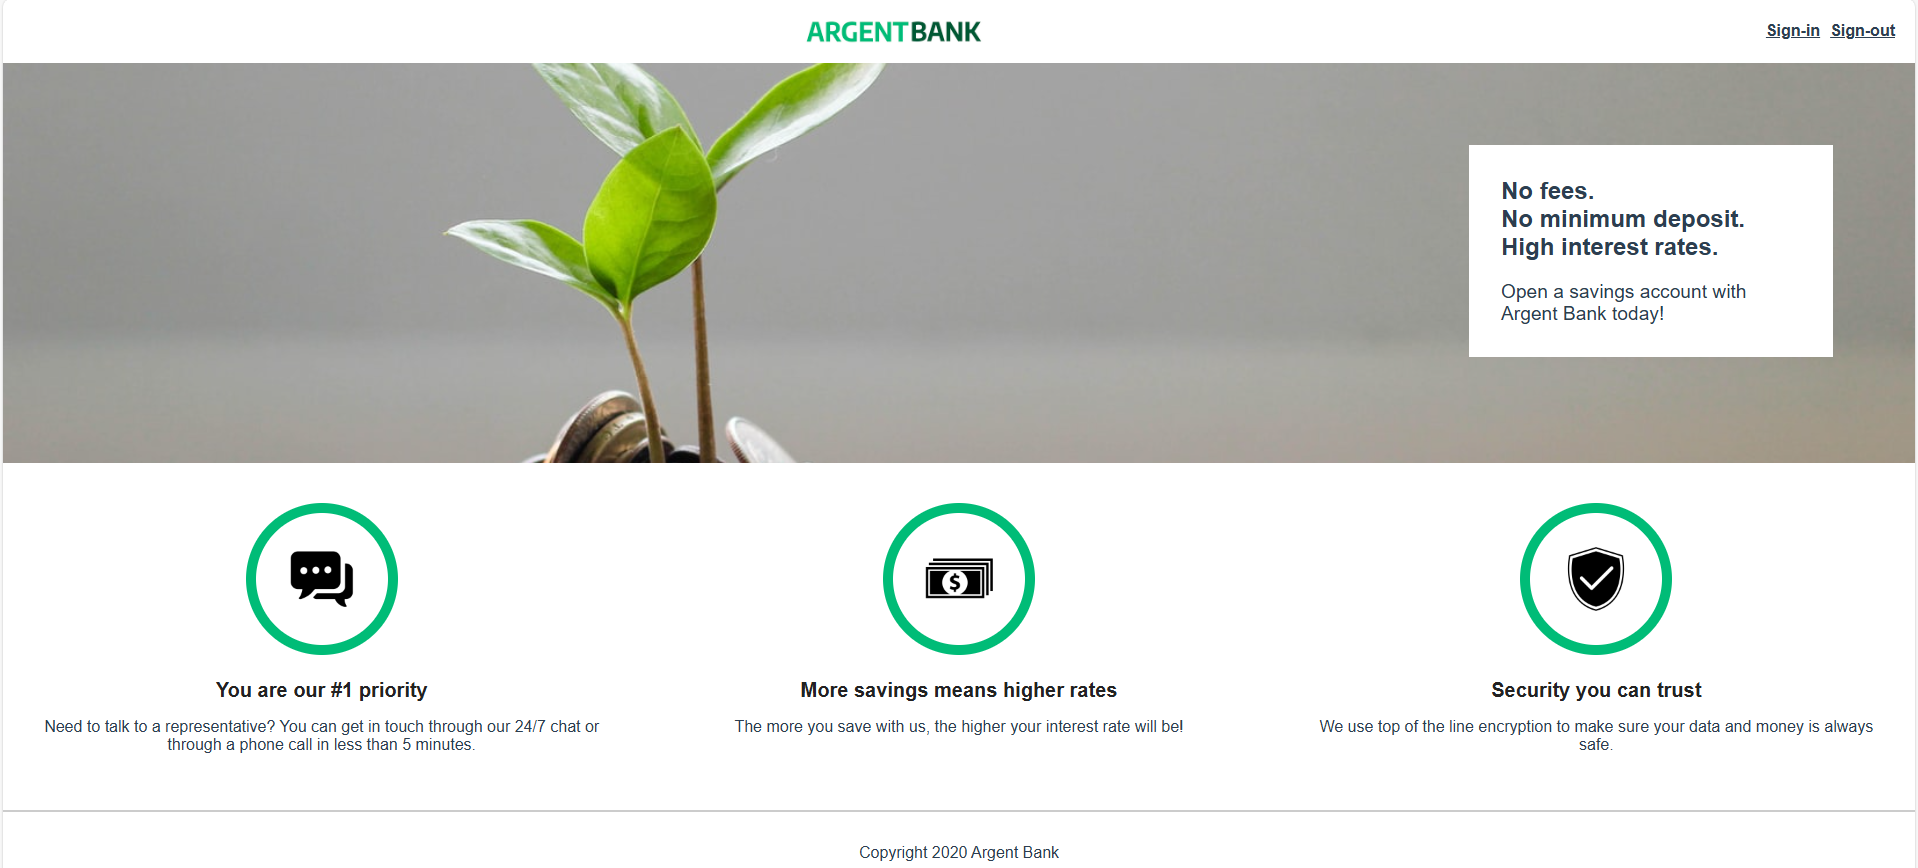 ARGENTBANK
Sign-in Sign-out
No fees.
No minimum deposit.
High interest rates.
Open a savings account with
Argent Bank today!
$
You are our #1 priority
Need to talk to a representative? You can get in touch through our 24/7 chat or
through a phone call in less than 5 minutes.
More savings means higher rates
The more you save with us, the higher your interest rate will be!
Security you can trust
We use top of the line encryption to make sure your data and money is always
safe.
Copyright 2020 Argent Bank